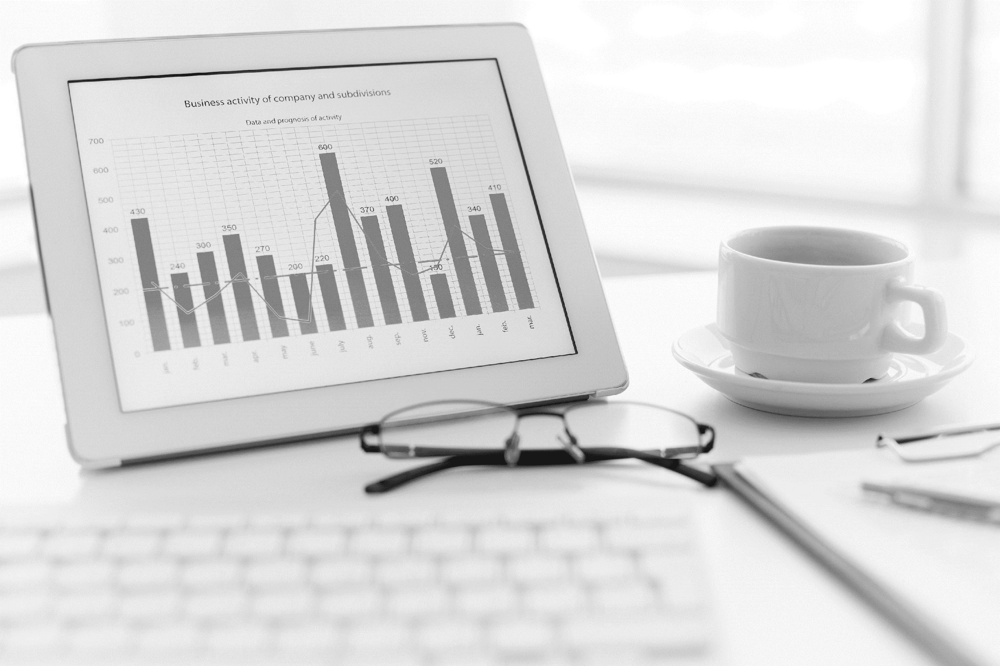 Business activity of company and subdivisions
Data and prognosis of activity
700
600
500
400
300
200
100
0
430
240
300
350
270
200
220
600
370
400
150
520
340
410
jan.
feb.
mar.
apr.
may
june
july
aug.
sep.
nov.
dec.
jan.
feb.
mar.